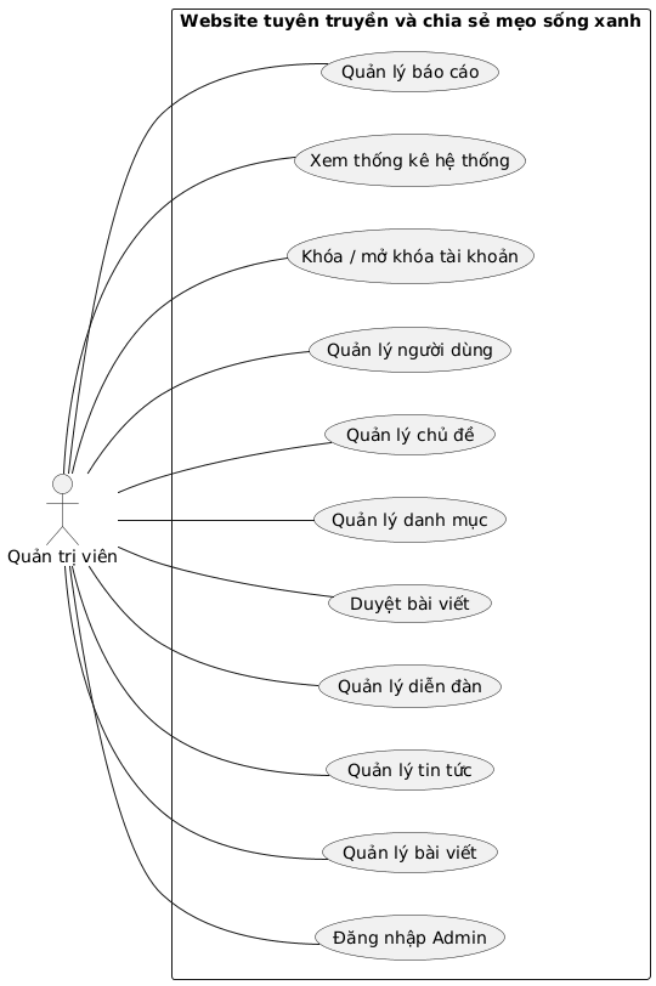 Website tuyên truyền và chia sẻ mẹo sống xanh
Quản lý báo cáo
Xem thống kê hệ thống
Khóa / mở khóa tài khoản
Quản lý người dùng
Quản lý chủ đề
Quản lý danh mục
Quản trị viên
Duyệt bài viết
Quản lý diễn đàn
Quản lý tin tức
Quản lý bài viết
Đăng nhập Admin